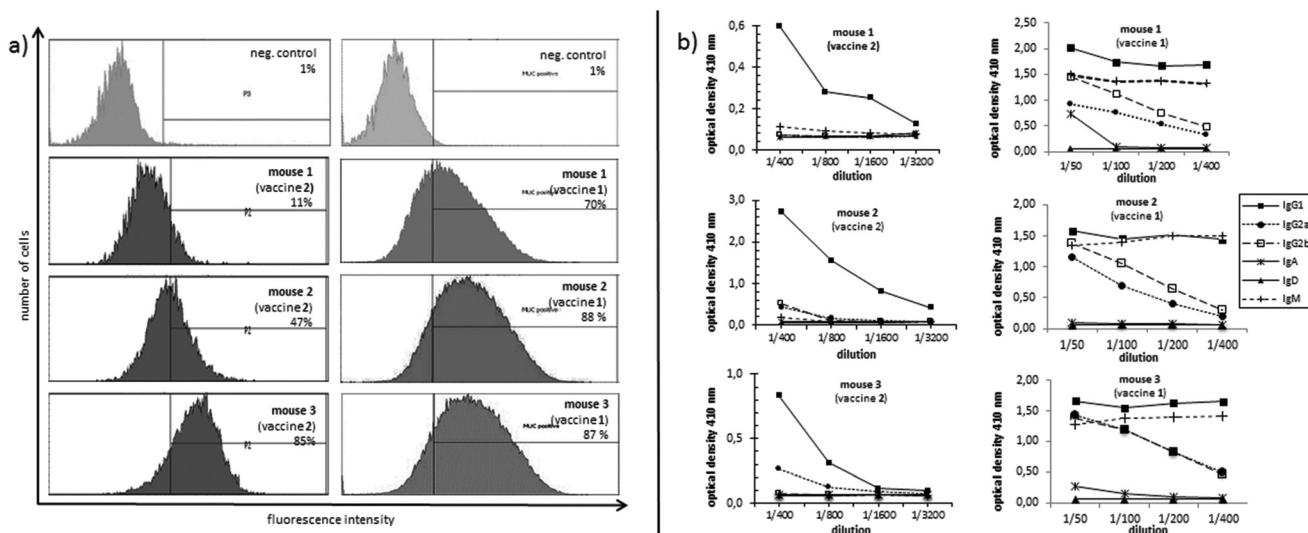 a)
number of cells
neg. control
1%
P3
neg. control
MUC positive
1%
mouse 1
(vaccine 2)
P2
11%
mouse 1
(vaccine1)
MUC positive
70%
mouse 2
(vaccine2)
P2
47%
mouse 2
(vaccine1)
MUC positive
88 %
mouse 3
(vaccine2)
P2
85%
mouse 3
(vaccine1)
MUC positive
87 %
fluorescence intensity
b)
optical density 410 nm
0,6
0,4
0,2
0,0
mouse 1
(vaccine 2)
1/400 1/800 1/1600 1/3200
dilution
optical density 410 nm
2,50
2,00
1,50
1,00
0,50
0,00
mouse 1
(vaccine 1)
1/50 1/100 1/200 1/400
dilution
optical density 410 nm
3,0
2,0
1,0
0,0
mouse 2
(vaccine 2)
1/400 1/800 1/1600 1/3200
dilution
optical density 410 nm
2,00
1,50
1,00
0,50
0,00
mouse 2
(vaccine 1)
1/50 1/100 1/200 1/400
dilution
IgG1
IgG2a
IgG2b
IgA
IgD
IgM
optical density 410 nm
1,0
0,5
0,0
mouse 3
(vaccine 2)
1/400 1/800 1/1600 1/3200
dilution
optical density 410 nm
2,00
1,50
1,00
0,50
0,00
mouse 3
(vaccine 1)
1/50 1/100 1/200 1/400
dilution